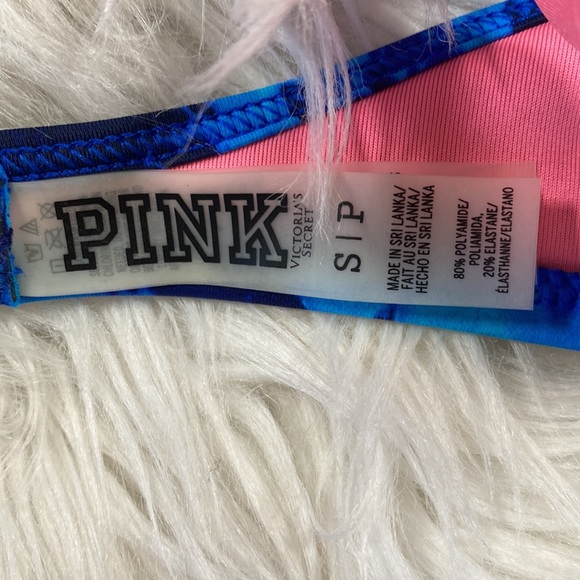 PINK
VICTORIA'S
SECRET
S|P
MADE IN SRI LANKA/
FAIT AU SRI LANKA/
HECHO EN SRI LANKA
80% POLYAMIDE/
POLIAMIDA,
20% ELASTANE/
ÉLASTHANNE/ELASTANO